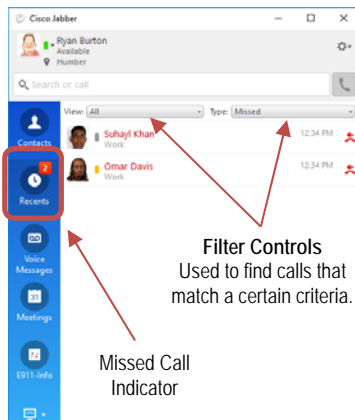 Cisco Jabber
Ryan Burton
Available
Humber
Search or call
View: All Type: Missed
Contacts
Suhayl Khan 12:34 PM
Work
Omar Davis 12:34 PM
Work
2
Recents
Voice
Messages
31
Meetings
E911-Info
Filter Controls
Used to find calls that
match a certain criteria.
Missed Call
Indicator